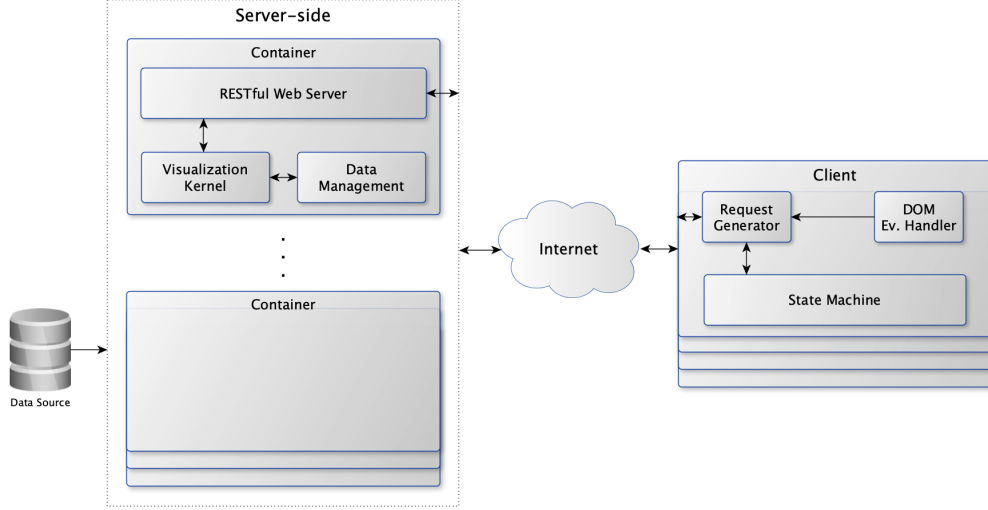 Server-side
Container
RESTful Web Server
Visualization
Kernel
Data
Management
.
.
.
Container
Data Source
Internet
Client
Request
Generator
DOM
Ev. Handler
State Machine